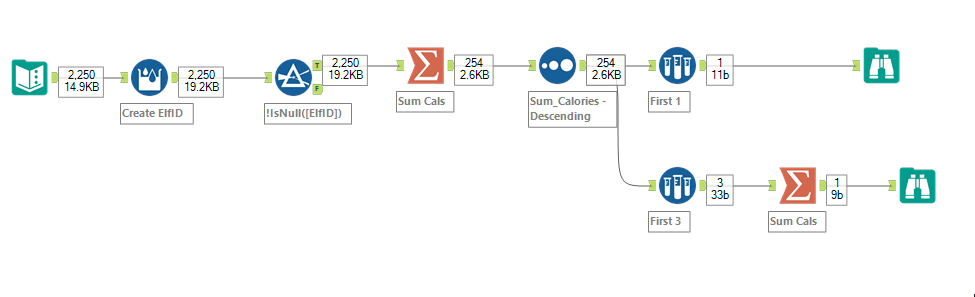 2,250
14.9KB
Create ElfID
2,250
19.2KB
T
F
!IsNull([ElfID])
2,250
19.2KB
Sum Cals
254
2.6KB
Sum_Calories -
Descending
254
2.6KB
First 1
1
11b
First 3
3
33b
Sum Cals
1
9b